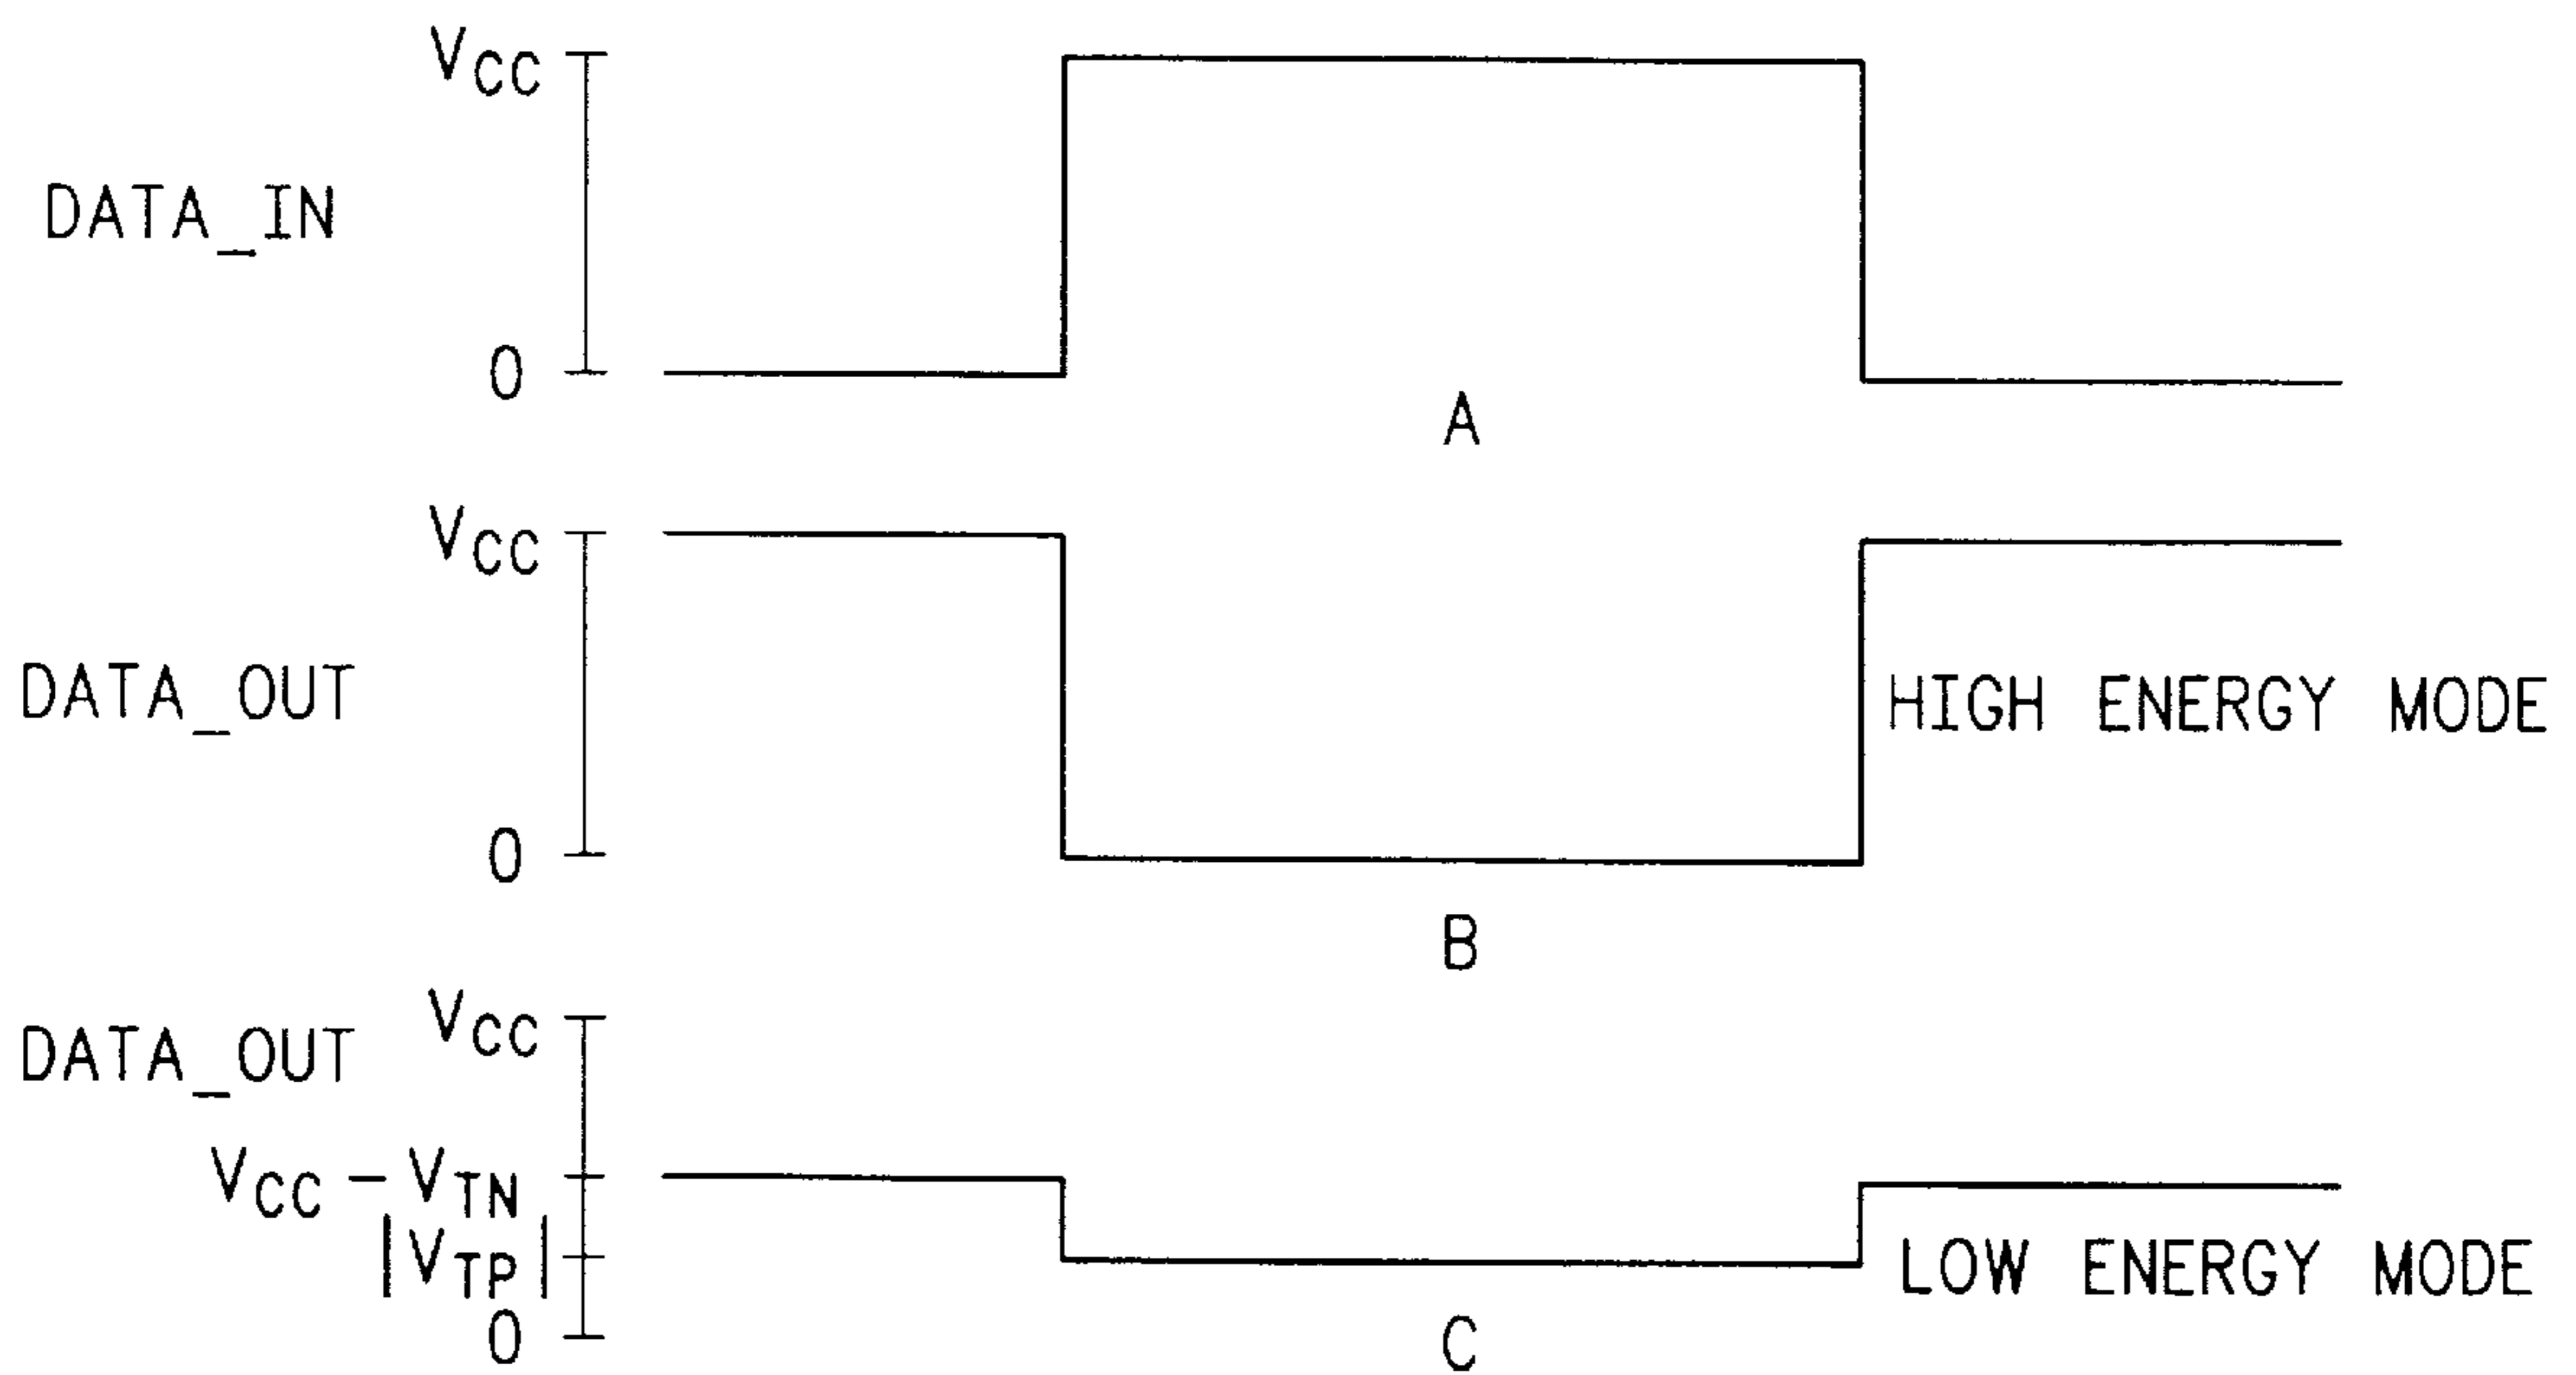 V_CC
DATA_IN
0
A
V_CC
DATA_OUT
HIGH ENERGY MODE
0
B
V_CC
DATA_OUT
V_CC - V_TN
|V_TP|
LOW ENERGY MODE
0
C